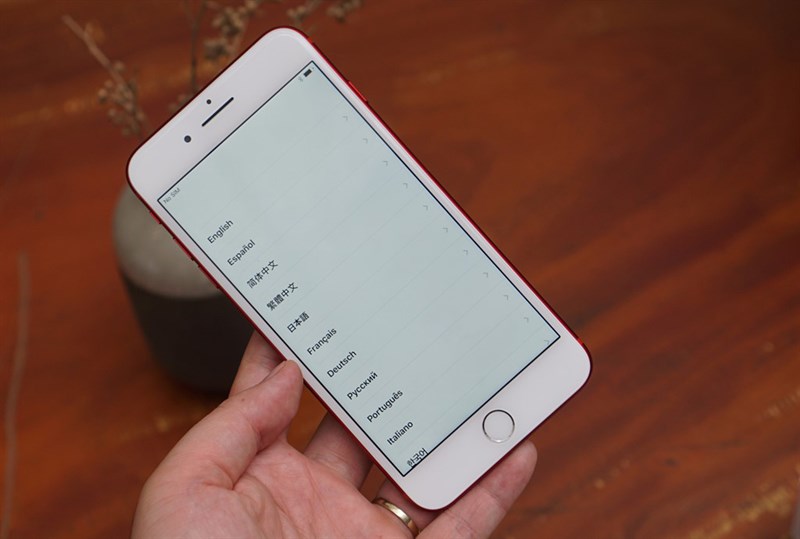 No SIM
English
Español
简体中文
繁體中文
日本語
Français
Deutsch
Русский
Português
Italiano
한국어